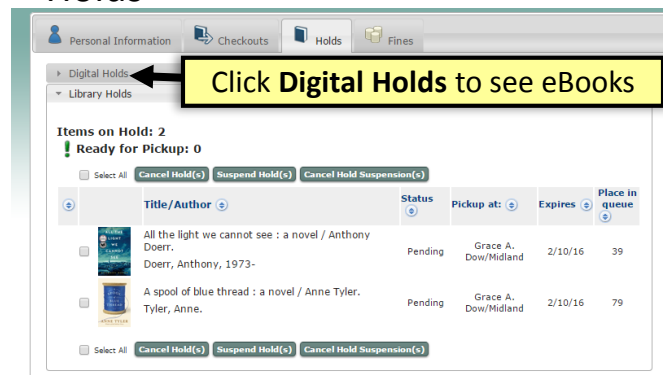 Holds
Personal Information Checkouts Holds Fines
Digital Holds
Click Digital Holds to see eBooks
Library Holds
Items on Hold: 2
Ready for Pickup: 0
Select All Cancel Hold(s) Suspend Hold(s) Cancel Hold Suspension(s)
Title/Author Status Pickup at: Expires Place in queue
All the light we cannot see : a novel / Anthony
Doerr.
Doerr, Anthony, 1973-
Pending
Grace A.
Dow/Midland
2/10/16
39
A spool of blue thread : a novel / Anne Tyler.
Tyler, Anne.
Pending
Grace A.
Dow/Midland
2/10/16
79
Select All Cancel Hold(s) Suspend Hold(s) Cancel Hold Suspension(s)